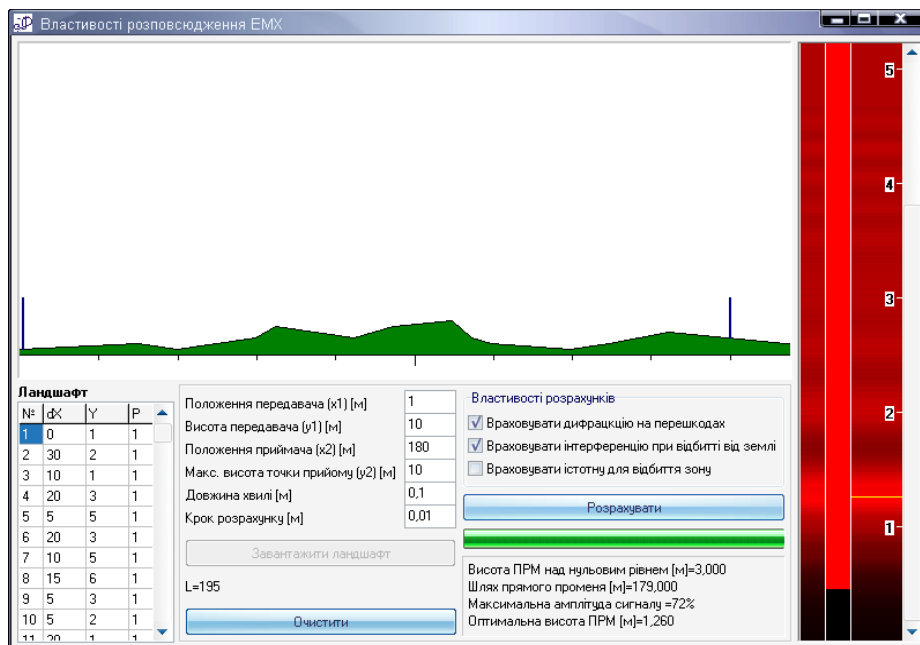 Властивості розповсюдження ЕМХ
5
4
3
2
1
Ландшафт
№ dX Y P
1 0 1 1
2 30 2 1
3 10 1 1
4 20 3 1
5 5 5 1
6 20 3 1
7 10 5 1
8 15 6 1
9 5 3 1
10 5 2 1
11 20 1 1
Положення передавача (x1) [м] 1
Висота передавача (y1) [м] 10
Положення приймача (x2) [м] 180
Макс. висота точки прийому (y2) [м] 10
Довжина хвилі [м] 0,1
Крок розрахунку [м] 0,01
Завантажити ландшафт
L=195
Очистити
Властивості розрахунків
Враховувати дифракцію на перешкодах
Враховувати інтерференцію при відбитті від землі
Враховувати істотну для відбиття зону
Розрахувати
Висота ПРМ над нульовим рівнем [м]=3,000
Шлях прямого променя [м]=179,000
Максимальна амплітуда сигналу =72%
Оптимальна висота ПРМ [м]=1,260